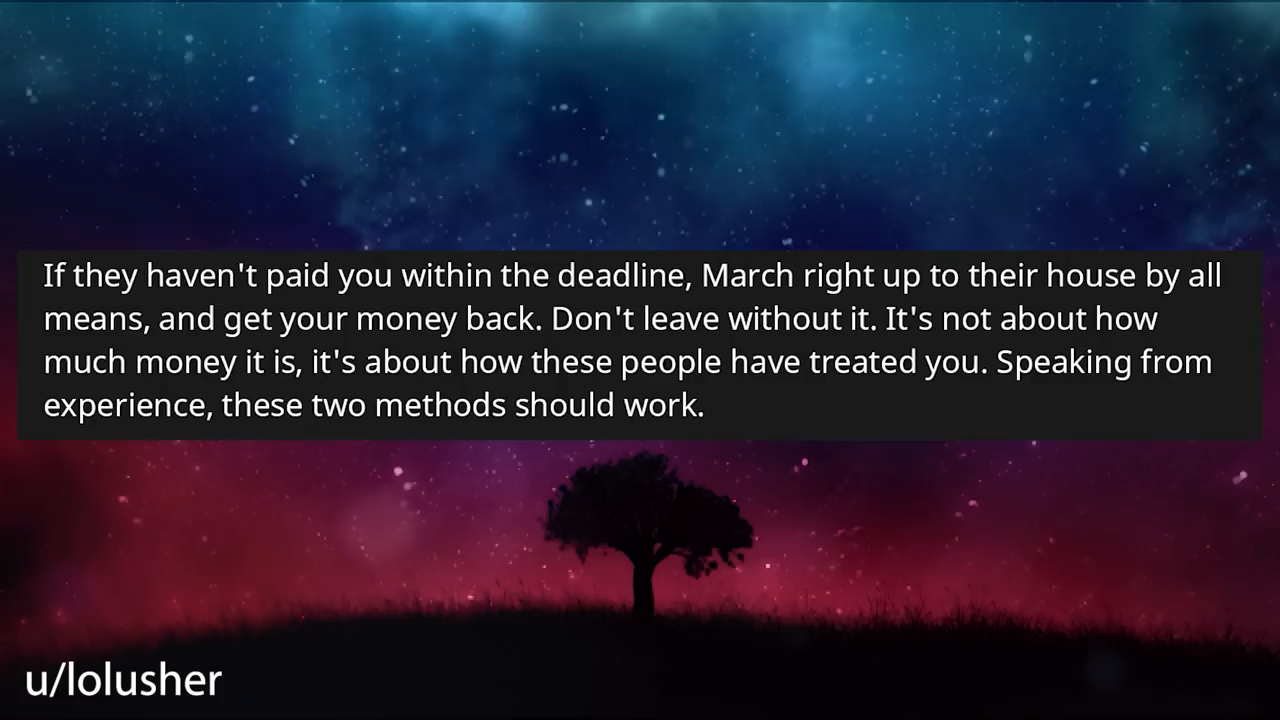 If they haven't paid you within the deadline, March right up to their house by all
means, and get your money back. Don't leave without it. It's not about how
much money it is, it's about how these people have treated you. Speaking from
experience, these two methods should work.
u/lolusher